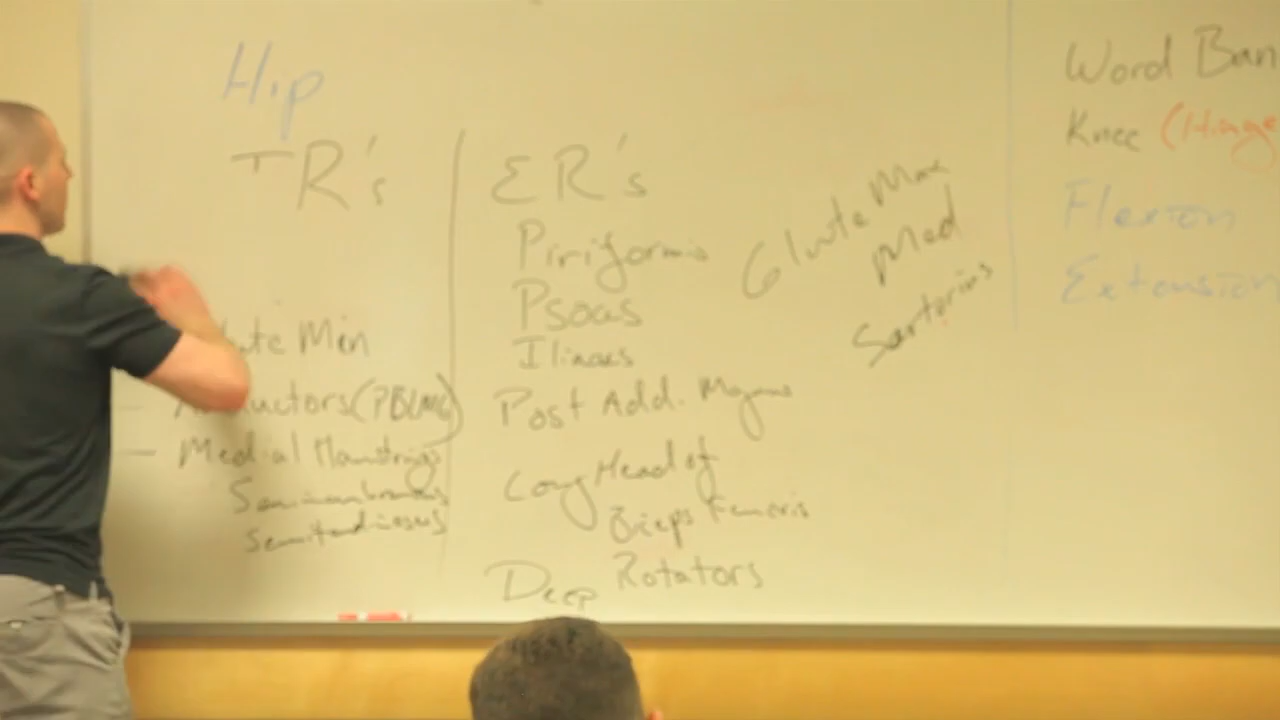 Hip
IR's
Min
Adductors (PBLMG)
Medial Hamstrings
Semimembranosus
Semitendinosus
ER's
Piriformis
Psoas
Iliacus
Post Add. Magnus
Long Head of
Biceps Femoris
Deep Rotators
Glute Max
Med
Sartorius
Word Ban
Knee (Hinge
Flexion
Extension